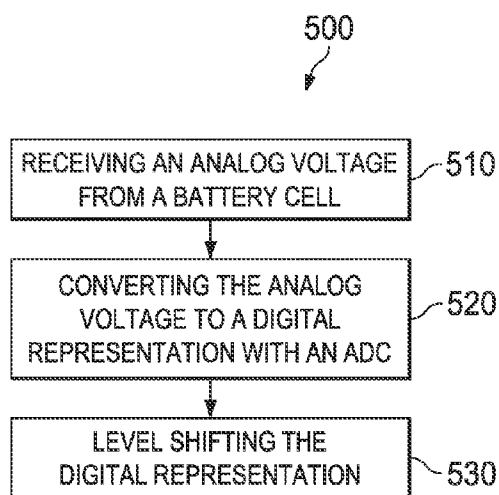 500
RECEIVING AN ANALOG VOLTAGE
FROM A BATTERY CELL
510
CONVERTING THE ANALOG
VOLTAGE TO A DIGITAL
REPRESENTATION WITH AN ADC
520
LEVEL SHIFTING THE
DIGITAL REPRESENTATION
530